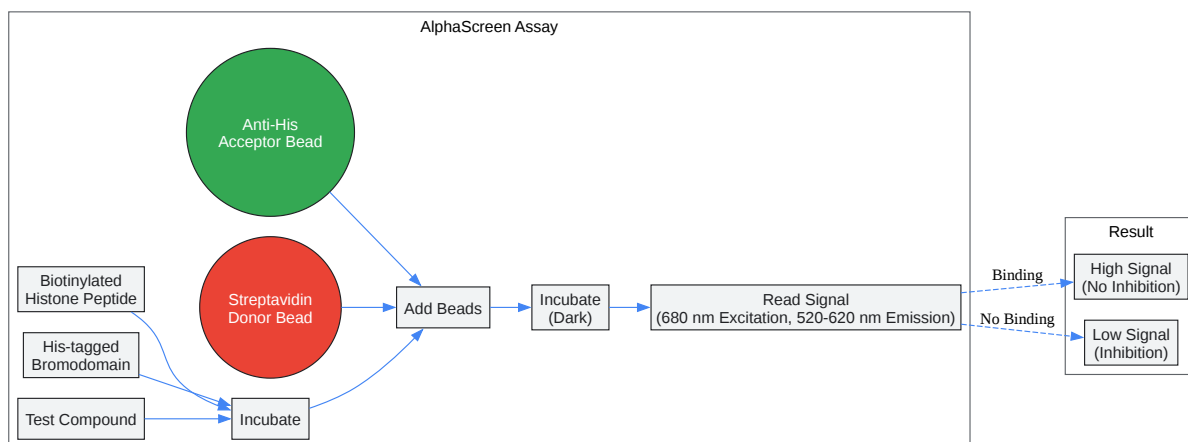 AlphaScreen Assay
Anti-His
Acceptor Bead
Streptavidin
Donor Bead
Biotinylated
Histone Peptide
His-tagged
Bromodomain
Test Compound
Incubate
Add Beads
Incubate
(Dark)
Read Signal
(680 nm Excitation, 520-620 nm Emission)
Binding
No Binding
Result
High Signal
(No Inhibition)
Low Signal
(Inhibition)